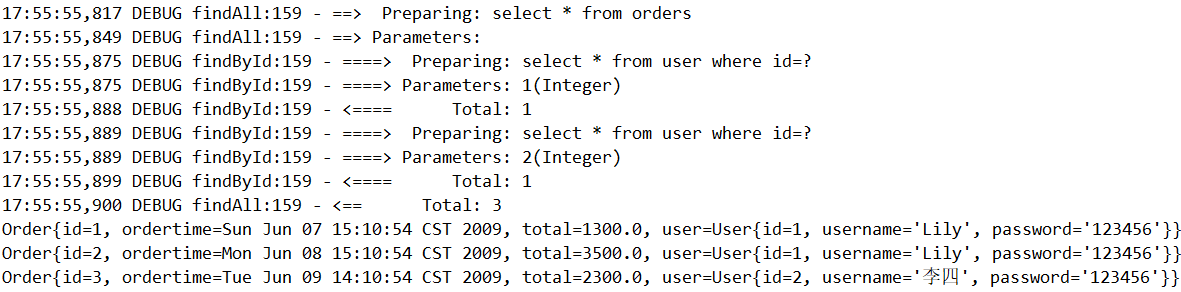 17:55:55,817 DEBUG findAll:159 - ==>  Preparing: select * from orders
17:55:55,849 DEBUG findAll:159 - ==> Parameters:
17:55:55,875 DEBUG findById:159 - ====>  Preparing: select * from user where id=?
17:55:55,875 DEBUG findById:159 - ====> Parameters: 1(Integer)
17:55:55,888 DEBUG findById:159 - <====      Total: 1
17:55:55,889 DEBUG findById:159 - ====>  Preparing: select * from user where id=?
17:55:55,889 DEBUG findById:159 - ====> Parameters: 2(Integer)
17:55:55,899 DEBUG findById:159 - <====      Total: 1
17:55:55,900 DEBUG findAll:159 - <==      Total: 3
Order{id=1, ordertime=Sun Jun 07 15:10:54 CST 2009, total=1300.0, user=User{id=1, username='Lily', password='123456'}}
Order{id=2, ordertime=Mon Jun 08 15:10:54 CST 2009, total=3500.0, user=User{id=1, username='Lily', password='123456'}}
Order{id=3, ordertime=Tue Jun 09 14:10:54 CST 2009, total=2300.0, user=User{id=2, username='李四', password='123456'}}